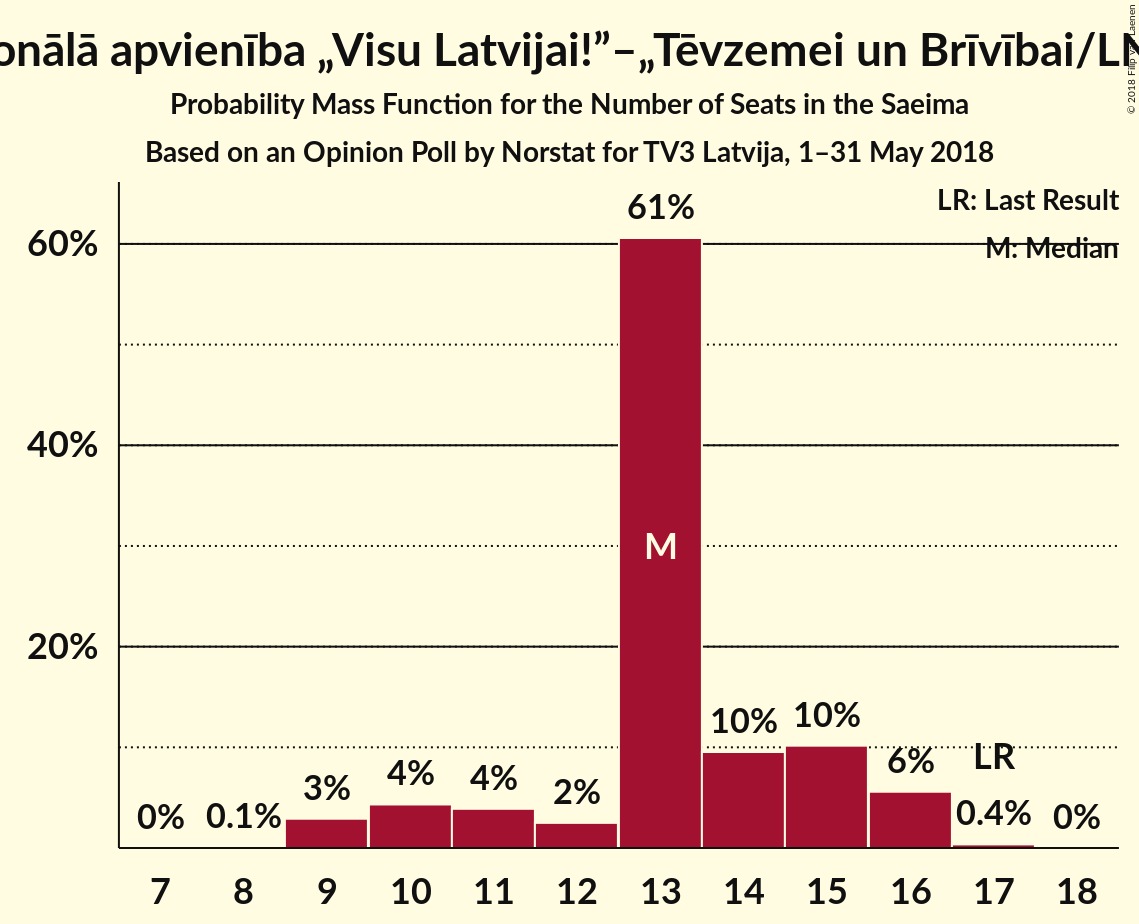 onālā apvienība „Visu Latvijai!”–„Tēvzemei un Brīvībai/LN
Probability Mass Function for the Number of Seats in the Saeima
Based on an Opinion Poll by Norstat for TV3 Latvija, 1–31 May 2018
© 2018 Filip van Laenen
LR: Last Result
M: Median
61%
60%
40%
20%
M
0%
0.1%
3%
4%
4%
2%
10%
10%
6%
LR
0.4%
0%
7 8 9 10 11 12 13 14 15 16 17 18